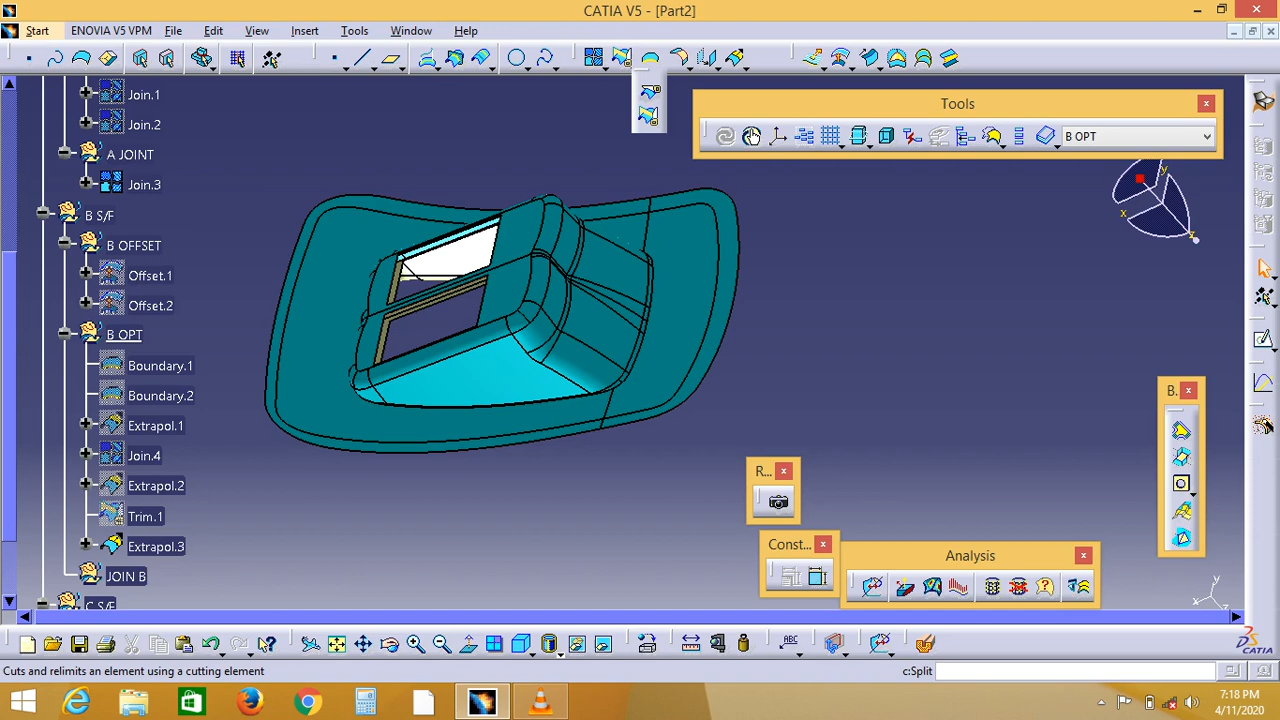 CATIA V5 - [Part2]
Start ENOVIA V5 VPM File Edit View Insert Tools Window Help
Tools
B OPT
Join.1
Join.2
A JOINT
Join.3
B S/F
B OFFSET
Offset.1
Offset.2
B OPT
Boundary.1
Boundary.2
Extrapol.1
Join.4
Extrapol.2
Trim.1
Extrapol.3
JOIN B
C S/F
y
x
z
B.
R...
Const...
Analysis
y
x
z
ABC
CATIA
Cuts and relimits an element using a cutting element
c:Split
7:18 PM
4/11/2020